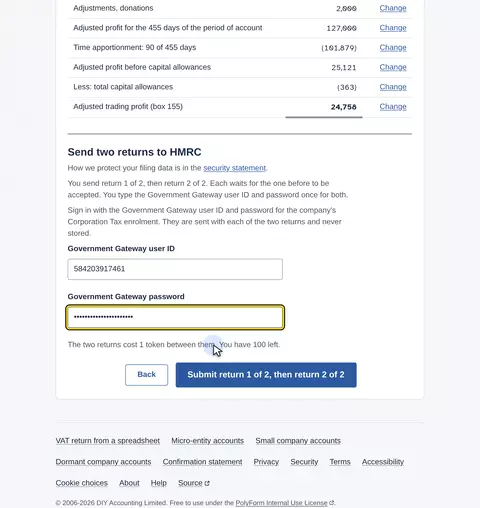 Adjustments, donations 2,000 Change
Adjusted profit for the 455 days of the period of account 127,000 Change
Time apportionment: 90 of 455 days (101,879) Change
Adjusted profit before capital allowances 25,121 Change
Less: total capital allowances (363) Change
Adjusted trading profit (box 155) 24,758 Change
Send two returns to HMRC
How we protect your filing data is in the security statement.
You send return 1 of 2, then return 2 of 2. Each waits for the one before to be
accepted. You type the Government Gateway user ID and password once for both.
Sign in with the Government Gateway user ID and password for the company's
Corporation Tax enrolment. They are sent with each of the two returns and never
stored.
Government Gateway user ID
584203917461
Government Gateway password
••••••••••••••••••••••
The two returns cost 1 token between them. You have 100 left.
Back
Submit return 1 of 2, then return 2 of 2
VAT return from a spreadsheet Micro-entity accounts Small company accounts
Dormant company accounts Confirmation statement Privacy Security Terms Accessibility
Cookie choices About Help Source
© 2006-2026 DIY Accounting Limited. Free to use under the PolyForm Internal Use License.